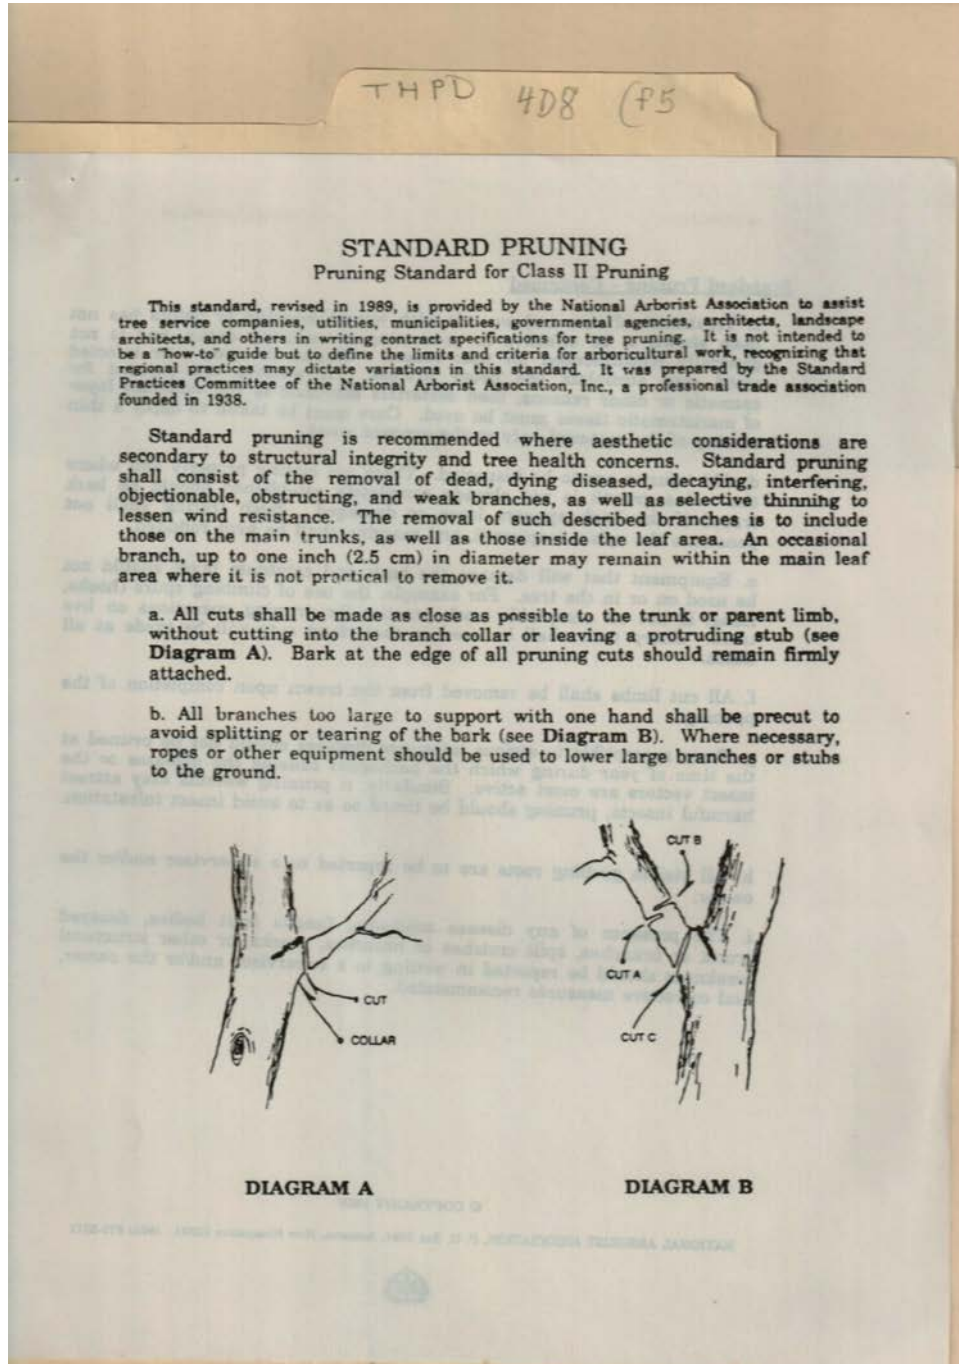 THPD 4D8 (f5
STANDARD PRUNING
Pruning Standard for Class II Pruning
This standard, revised in 1989, is provided by the National Arborist Association to assist
tree service companies, utilities, municipalities, governmental agencies, architects, landscape
architects, and others in writing contract specifications for tree pruning. It is not intended to
be a "how-to" guide but to define the limits and criteria for arboricultural work, recognizing that
regional practices may dictate variations in this standard. It was prepared by the Standard
Practices Committee of the National Arborist Association, Inc., a professional trade association
founded in 1938.
Standard pruning is recommended where aesthetic considerations are
secondary to structural integrity and tree health concerns. Standard pruning
shall consist of the removal of dead, dying diseased, decaying, interfering,
objectionable, obstructing, and weak branches, as well as selective thinning to
lessen wind resistance. The removal of such described branches is to include
those on the main trunks, as well as those inside the leaf area. An occasional
branch, up to one inch (2.5 cm) in diameter may remain within the main leaf
area where it is not practical to remove it.
a. All cuts shall be made as close as possible to the trunk or parent limb,
without cutting into the branch collar or leaving a protruding stub (see
Diagram A). Bark at the edge of all pruning cuts should remain firmly
attached.
b. All branches too large to support with one hand shall be precut to
avoid splitting or tearing of the bark (see Diagram B). Where necessary,
ropes or other equipment should be used to lower large branches or stubs
to the ground.
CUT
COLLAR
CUT B
CUT A
CUT C
DIAGRAM A
DIAGRAM B